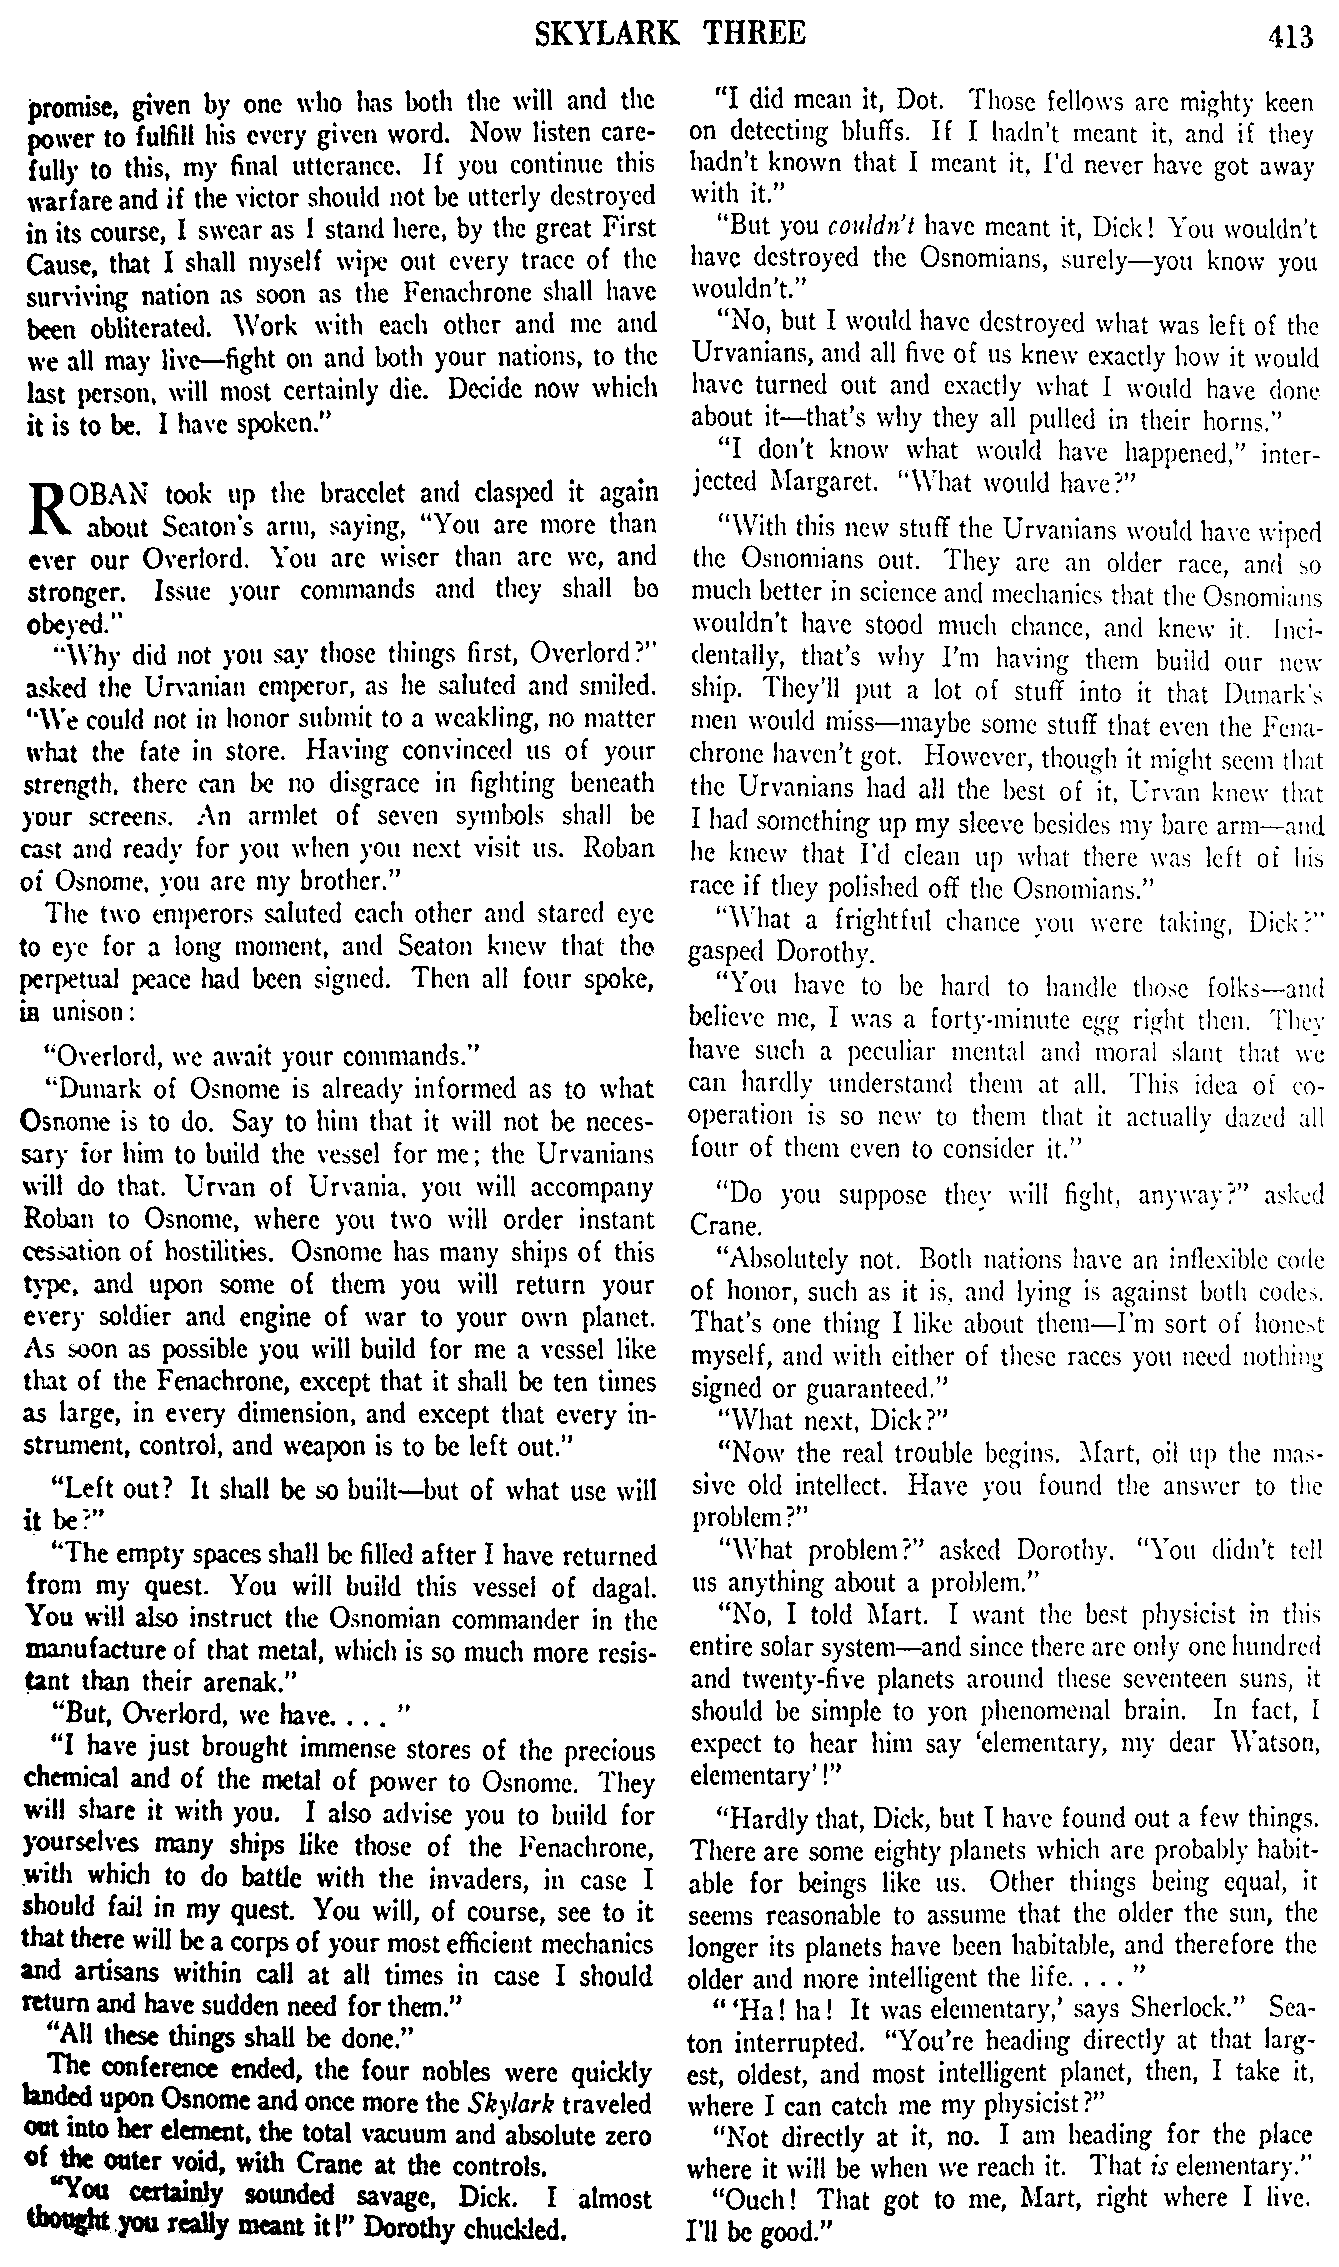 SKYLARK THREE
413
promise, given by one who has both the will and the
power to fulfill his every given word. Now listen care-
fully to this, my final utterance. If you continue this
warfare and if the victor should not be utterly destroyed
in its course, I swear as I stand here, by the great First
Cause, that I shall myself wipe out every trace of the
surviving nation as soon as the Fenachrone shall have
been obliterated. Work with each other and me and
we all may live—fight on and both your nations, to the
last person, will most certainly die. Decide now which
it is to be. I have spoken."
ROBAN took up the bracelet and clasped it again
about Seaton's arm, saying, "You are more than
ever our Overlord. You are wiser than are we, and
stronger. Issue your commands and they shall be
obeyed."
"Why did not you say those things first, Overlord?"
asked the Urvanian emperor, as he saluted and smiled.
"We could not in honor submit to a weakling, no matter
what the fate in store. Having convinced us of your
strength, there can be no disgrace in fighting beneath
your screens. An armlet of seven symbols shall be
cast and ready for you when you next visit us. Roban
of Osnome, you are my brother."
The two emperors saluted each other and stared eye
to eye for a long moment, and Seaton knew that the
perpetual peace had been signed. Then all four spoke,
in unison:
"Overlord, we await your commands."
"Dunark of Osnome is already informed as to what
Osnome is to do. Say to him that it will not be neces-
sary for him to build the vessel for me; the Urvanians
will do that. Urvan of Urvania, you will accompany
Roban to Osnome, where you two will order instant
cessation of hostilities. Osnome has many ships of this
type, and upon some of them you will return your
every soldier and engine of war to your own planet.
As soon as possible you will build for me a vessel like
that of the Fenachrone, except that it shall be ten times
as large, in every dimension, and except that every in-
strument, control, and weapon is to be left out."
"Left out? It shall be so built—but of what use will
it be?"
"The empty spaces shall be filled after I have returned
from my quest. You will build this vessel of dagal.
You will also instruct the Osnomian commander in the
manufacture of that metal, which is so much more resis-
tant than their arenak."
"But, Overlord, we have. . . . "
"I have just brought immense stores of the precious
chemical and of the metal of power to Osnome. They
will share it with you. I also advise you to build for
yourselves many ships like those of the Fenachrone,
with which to do battle with the invaders, in case I
should fail in my quest. You will, of course, see to it
that there will be a corps of your most efficient mechanics
and artisans within call at all times in case I should
return and have sudden need for them."
"All these things shall be done."
The conference ended, the four nobles were quickly
landed upon Osnome and once more the Skylark traveled
out into her element, the total vacuum and absolute zero
of the outer void, with Crane at the controls.
"You certainly sounded savage, Dick. I almost
thought you really meant it!" Dorothy chuckled.
"I did mean it, Dot. Those fellows are mighty keen
on detecting bluffs. If I hadn't meant it, and if they
hadn't known that I meant it, I'd never have got away
with it."
"But you couldn't have meant it, Dick! You wouldn't
have destroyed the Osnomians, surely—you know you
wouldn't."
"No, but I would have destroyed what was left of the
Urvanians, and all five of us knew exactly how it would
have turned out and exactly what I would have done
about it—that's why they all pulled in their horns."
"I don't know what would have happened," inter-
jected Margaret. "What would have?"
"With this new stuff the Urvanians would have wiped
the Osnomians out. They are an older race, and so
much better in science and mechanics that the Osnomians
wouldn't have stood much chance, and knew it. Inci-
dentally, that's why I'm having them build our new
ship. They'll put a lot of stuff into it that Dunark's
men would miss—maybe some stuff that even the Fena-
chrone haven't got. However, though it might seem that
the Urvanians had all the best of it, Urvan knew that
I had something up my sleeve besides my bare arm—and
he knew that I'd clean up what there was left of his
race if they polished off the Osnomians."
"What a frightful chance you were taking, Dick?"
gasped Dorothy.
"You have to be hard to handle those folks—and
believe me, I was a forty-minute egg right then. They
have such a peculiar mental and moral slant that we
can hardly understand them at all. This idea of co-
operation is so new to them that it actually dazed all
four of them even to consider it."
"Do you suppose they will fight, anyway?" asked
Crane.
"Absolutely not. Both nations have an inflexible code
of honor, such as it is, and lying is against both codes.
That's one thing I like about them—I'm sort of honest
myself, and with either of these races you need nothing
signed or guaranteed."
"What next, Dick?"
"Now the real trouble begins. Mart, oil up the mas-
sive old intellect. Have you found the answer to the
problem?"
"What problem?" asked Dorothy. "You didn't tell
us anything about a problem."
"No, I told Mart. I want the best physicist in this
entire solar system—and since there are only one hundred
and twenty-five planets around these seventeen suns, it
should be simple to yon phenomenal brain. In fact, I
expect to hear him say 'elementary, my dear Watson,
elementary'!"
"Hardly that, Dick, but I have found out a few things.
There are some eighty planets which are probably habit-
able for beings like us. Other things being equal, it
seems reasonable to assume that the older the sun, the
longer its planets have been habitable, and therefore the
older and more intelligent the life. . . . "
" 'Ha! ha! It was elementary,' says Sherlock." Sea-
ton interrupted. "You're heading directly at that larg-
est, oldest, and most intelligent planet, then, I take it,
where I can catch me my physicist?"
"Not directly at it, no. I am heading for the place
where it will be when we reach it. That is elementary."
"Ouch! That got to me, Mart, right where I live.
I'll be good."